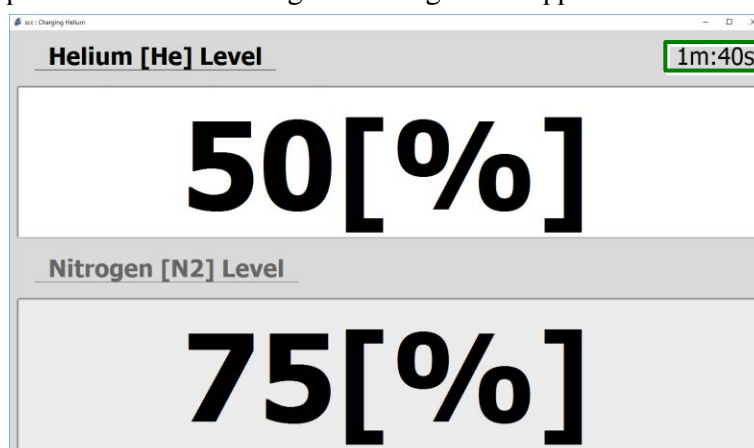 scc : Charging Helium
Helium [He] Level
1m:40s
50[%]
Nitrogen [N2] Level
75[%]